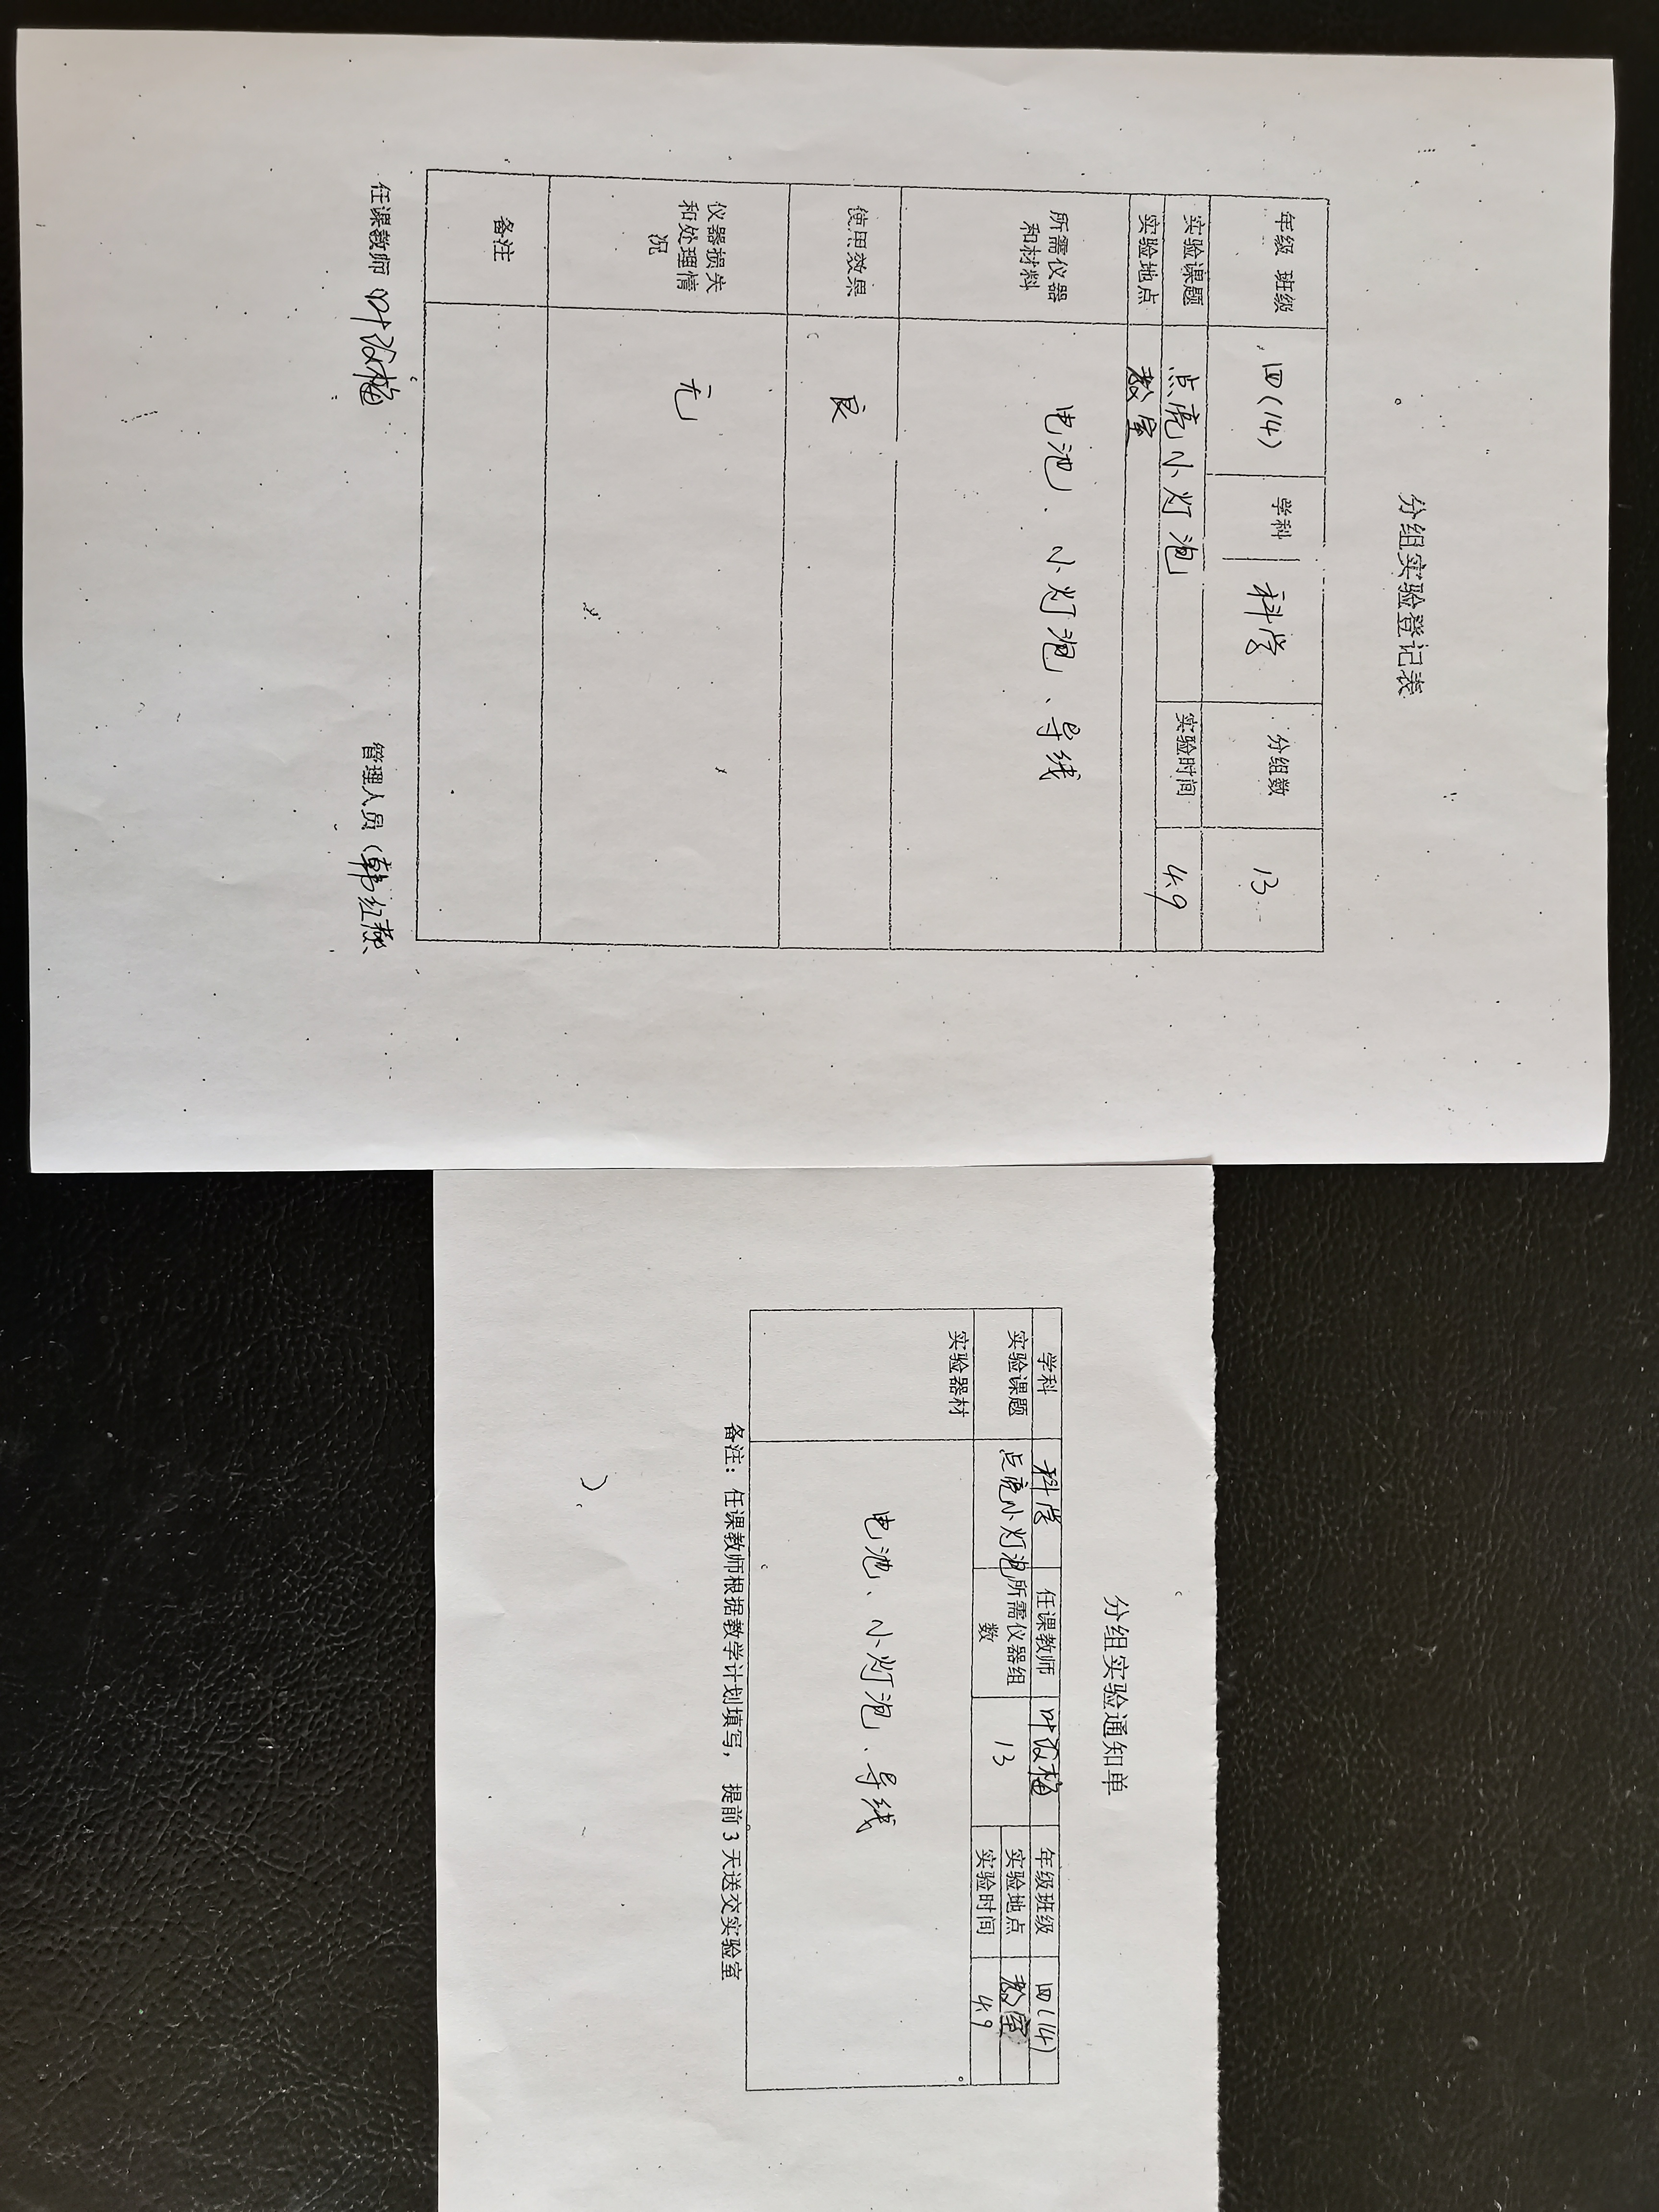 分组实验登记表
年级 班级 四(14) 学科 科学 分组数 13
实验课题 点亮小灯泡 实验时间 4.9
实验地点 教室
所需仪器
和材料
电池、小灯泡、导线
使用效果 良
仪器损失
和处理情
况
无
备注
任课教师 叶 梅 管理人员 韩红燕
分组实验通知单
学科 科学 任课教师 叶 梅 年级班级 四(14)
实验课题 点亮小灯泡 所需仪器组
数 13
实验地点 教室
实验时间 4.9
实验器材 电池、小灯泡、导线
备注：任课教师根据教学计划填写，提前3天送交实验室